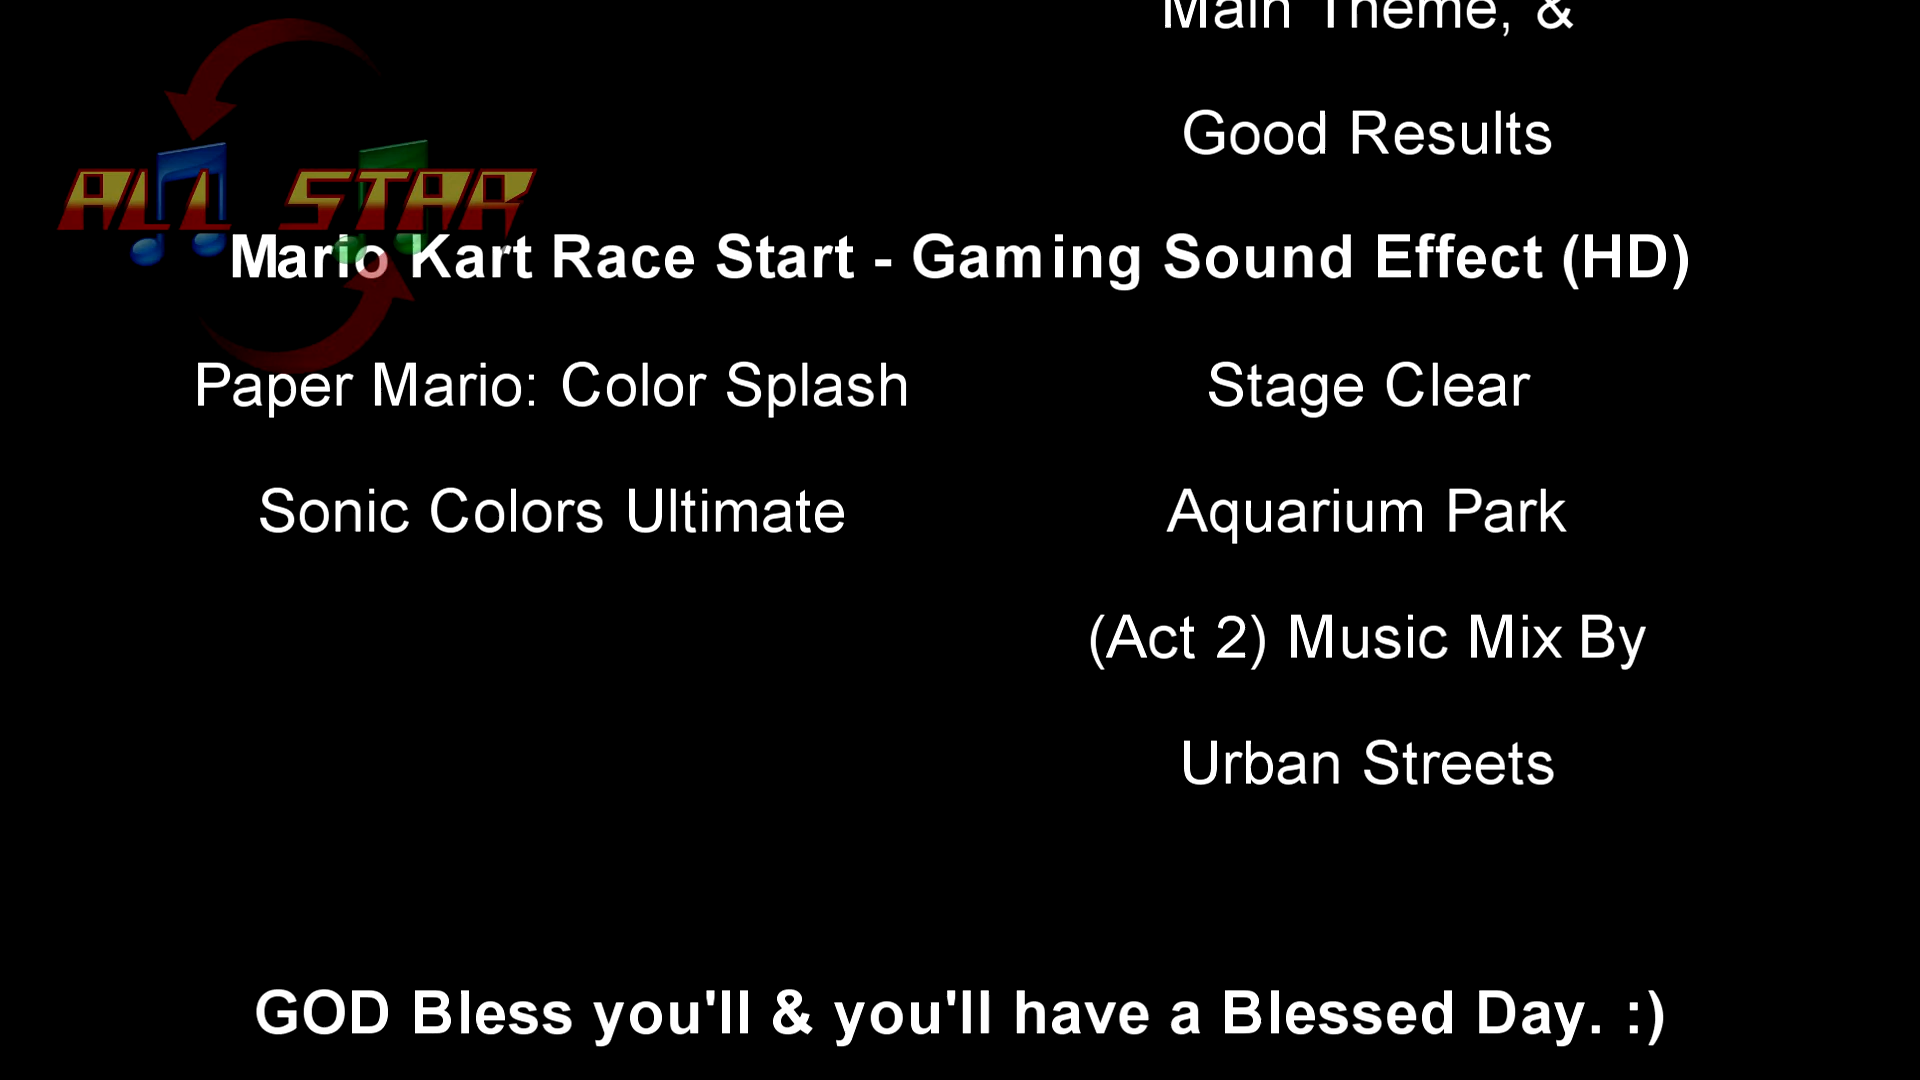 Main Theme, &
Good Results
ALL STAR
Mario Kart Race Start - Gaming Sound Effect (HD)
Paper Mario: Color Splash Stage Clear
Sonic Colors Ultimate Aquarium Park
(Act 2) Music Mix By
Urban Streets
GOD Bless you'll & you'll have a Blessed Day. :)